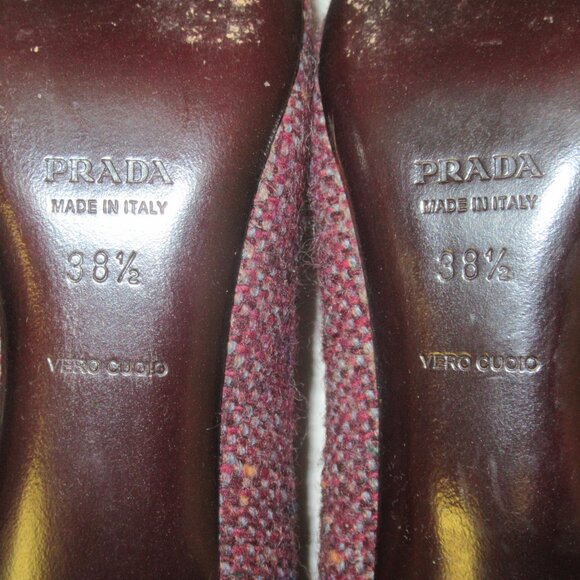 PRADA
MADE IN ITALY
38½
VERO CUOIO
PRADA
MADE IN ITALY
38½
VERO CUOIO